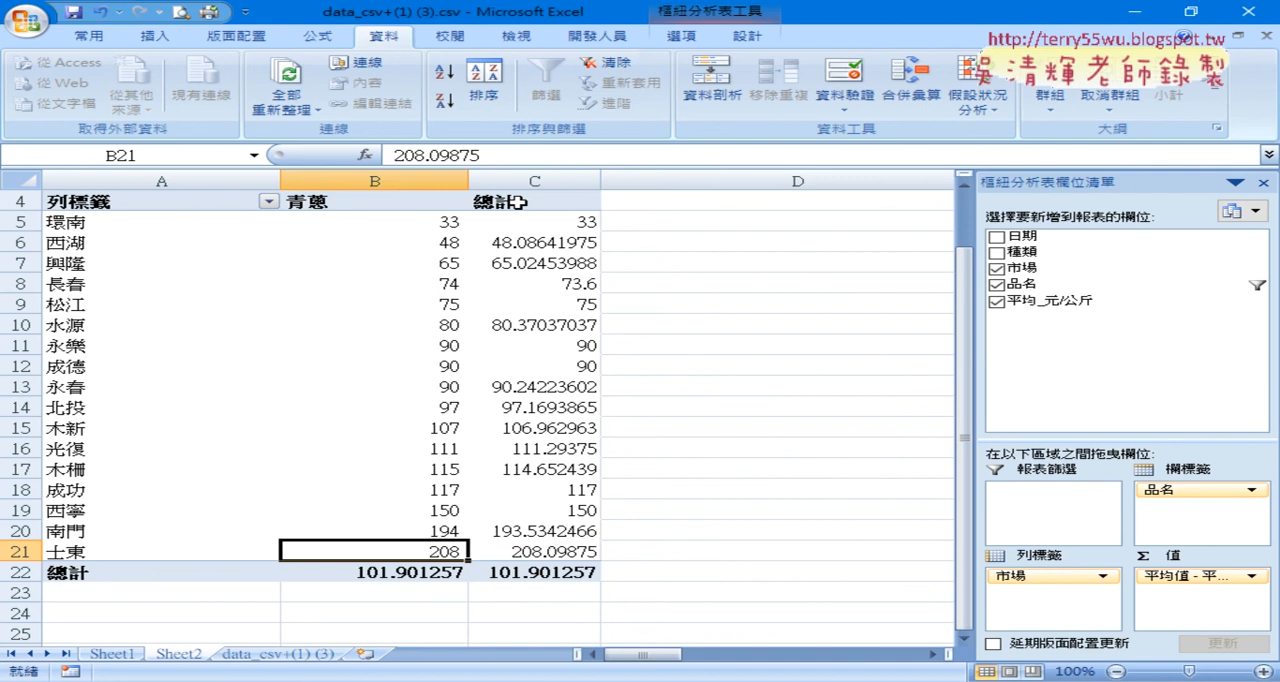 data_csv+(1) (3).csv - Microsoft Excel 樞紐分析表工具
常用 插入 版面配置 公式 資料 校閱 檢視 開發人員 選項 設計
http://terry55wu.blogspot.tw
吳清輝老師錄製
從 Access
從 Web
從文字檔
從其他來源
現有連線
取得外部資料
全部重新整理
連線
內容
編輯連結
連線
排序
篩選
清除
重新套用
進階
排序與篩選
資料剖析 移除重複 資料驗證 合併彙算 假設狀況分析
資料工具
群組 取消群組 小計
大綱
B21 fx 208.09875
A B C D
4 列標籤 青蔥 總計
5 環南 33 33
6 西湖 48 48.08641975
7 興隆 65 65.02453988
8 長春 74 73.6
9 松江 75 75
10 水源 80 80.37037037
11 永樂 90 90
12 成德 90 90
13 永春 90 90.24223602
14 北投 97 97.1693865
15 木新 107 106.962963
16 光復 111 111.29375
17 木柵 115 114.652439
18 成功 117 117
19 西寧 150 150
20 南門 194 193.5342466
21 士東 208 208.09875
22 總計 101.901257 101.901257
23
24
25
樞紐分析表欄位清單
選擇要新增到報表的欄位:
日期
種類
市場
品名
平均_元/公斤
在以下區域之間拖曳欄位:
報表篩選 欄標籤
品名
列標籤 Σ 值
市場 平均值 - 平...
延期版面配置更新 更新
Sheet1 Sheet2 data_csv+(1) (3)
就緒 100%